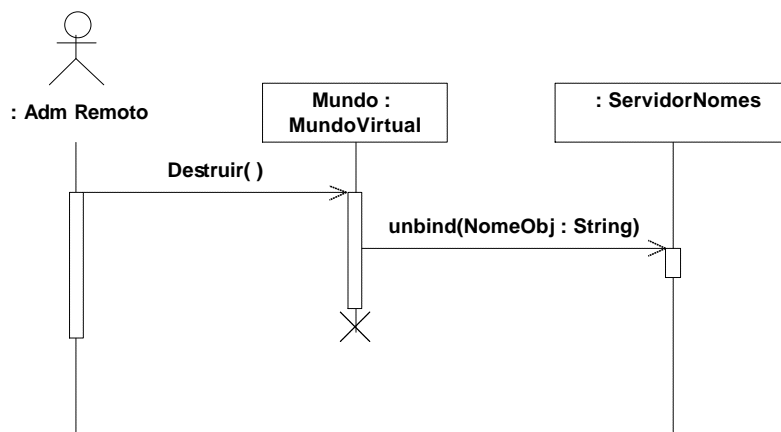 : Adm Remoto
Mundo :
MundoVirtual
: ServidorNomes
Destruir( )
unbind(NomeObj : String)